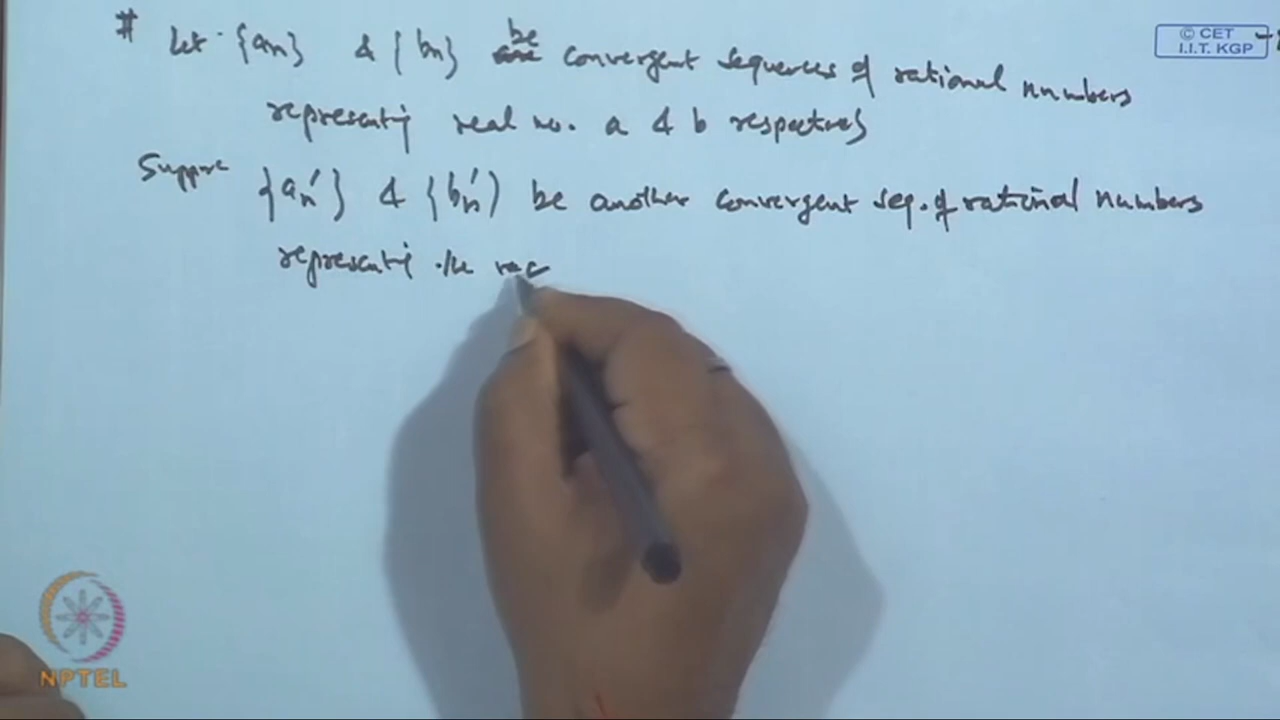 # Let {an} & {bn} be convergent sequences of rational numbers
© CET
I.I.T. KGP
representing real no. a & b respectively
Suppose {an'} & {bn'} be another convergent seq. of rational numbers
representing the
NPTEL